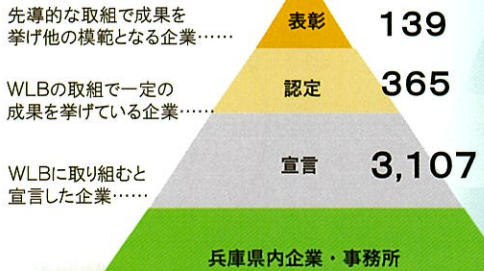 先導的な取組で成果を
挙げ他の模範となる企業……
表彰
139
WLBの取組で一定の
成果を挙げている企業……
認定
365
WLBに取り組むと
宣言した企業……
宣言
3,107
兵庫県内企業・事務所